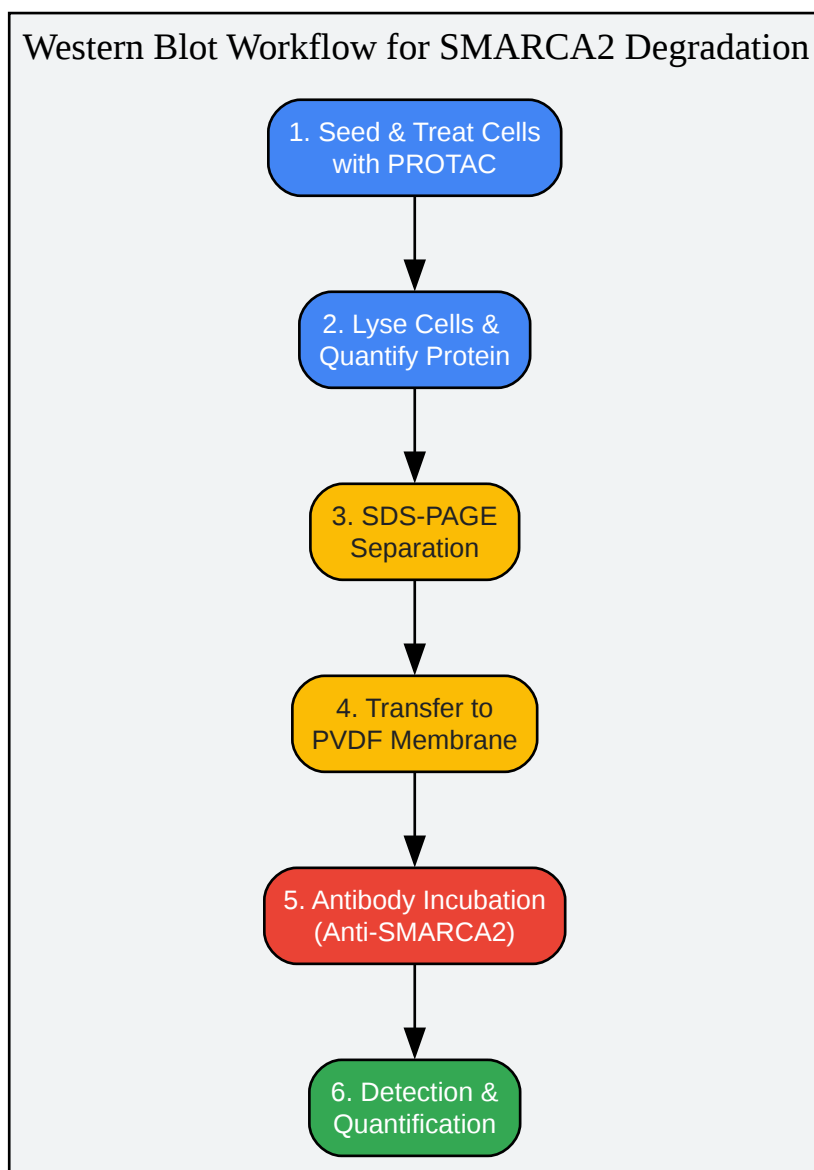 Western Blot Workflow for SMARCA2 Degradation
1. Seed & Treat Cells
with PROTAC
2. Lyse Cells &
Quantify Protein
3. SDS-PAGE
Separation
4. Transfer to
PVDF Membrane
5. Antibody Incubation
(Anti-SMARCA2)
6. Detection &
Quantification